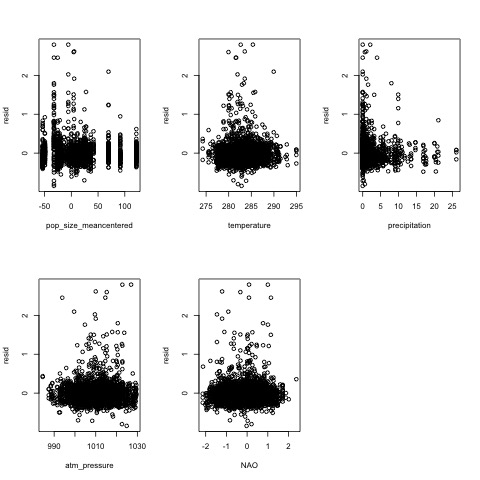 resid
2
1
0
-50 0 50 100
pop_size_meancentered
resid
2
1
0
275 280 285 290 295
temperature
resid
2
1
0
0 5 10 15 20 25
precipitation
resid
2
1
0
990 1010 1030
atm_pressure
resid
2
1
0
-2 -1 0 1 2
NAO